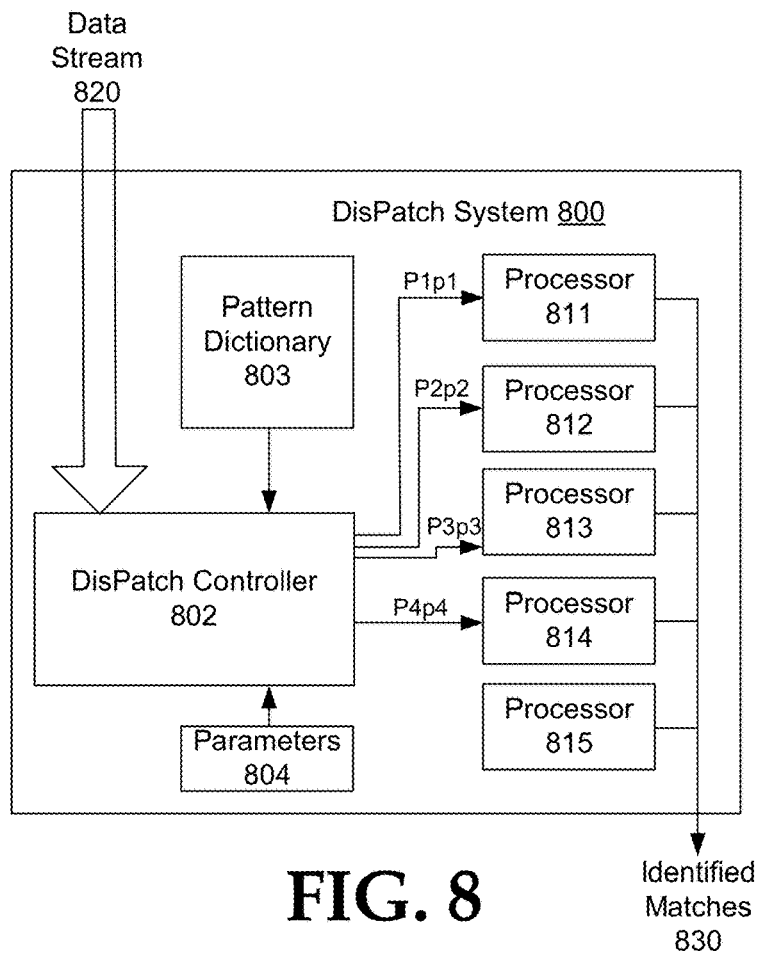 Data
Stream
820
DisPatch System 800
Pattern
Dictionary
803
P1p1
Processor
811
P2p2
Processor
812
P3p3
Processor
813
DisPatch Controller
802
P4p4
Processor
814
Processor
815
Parameters
804
Identified
Matches
830
FIG. 8